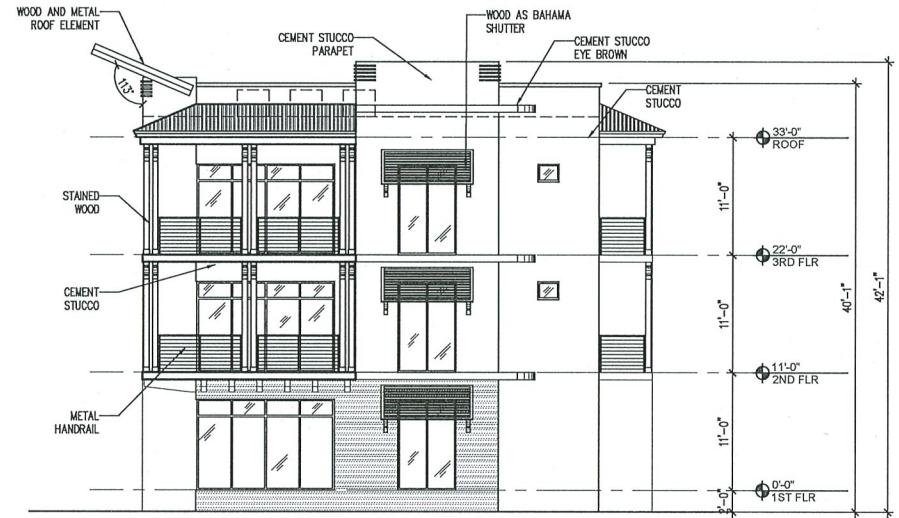 WOOD AND METAL
ROOF ELEMENT
WOOD AS BAHAMA
SHUTTER
CEMENT STUCCO
PARAPET
CEMENT STUCCO
EYE BROWN
113°
CEMENT
STUCCO
33'-0"
ROOF
STAINED
WOOD
11'-0"
22'-0"
3RD FLR
CEMENT
STUCCO
11'-0"
40'-1"
42'-1"
11'-0"
2ND FLR
METAL
HANDRAIL
11'-0"
0'-0"
1ST FLR
2'-0"